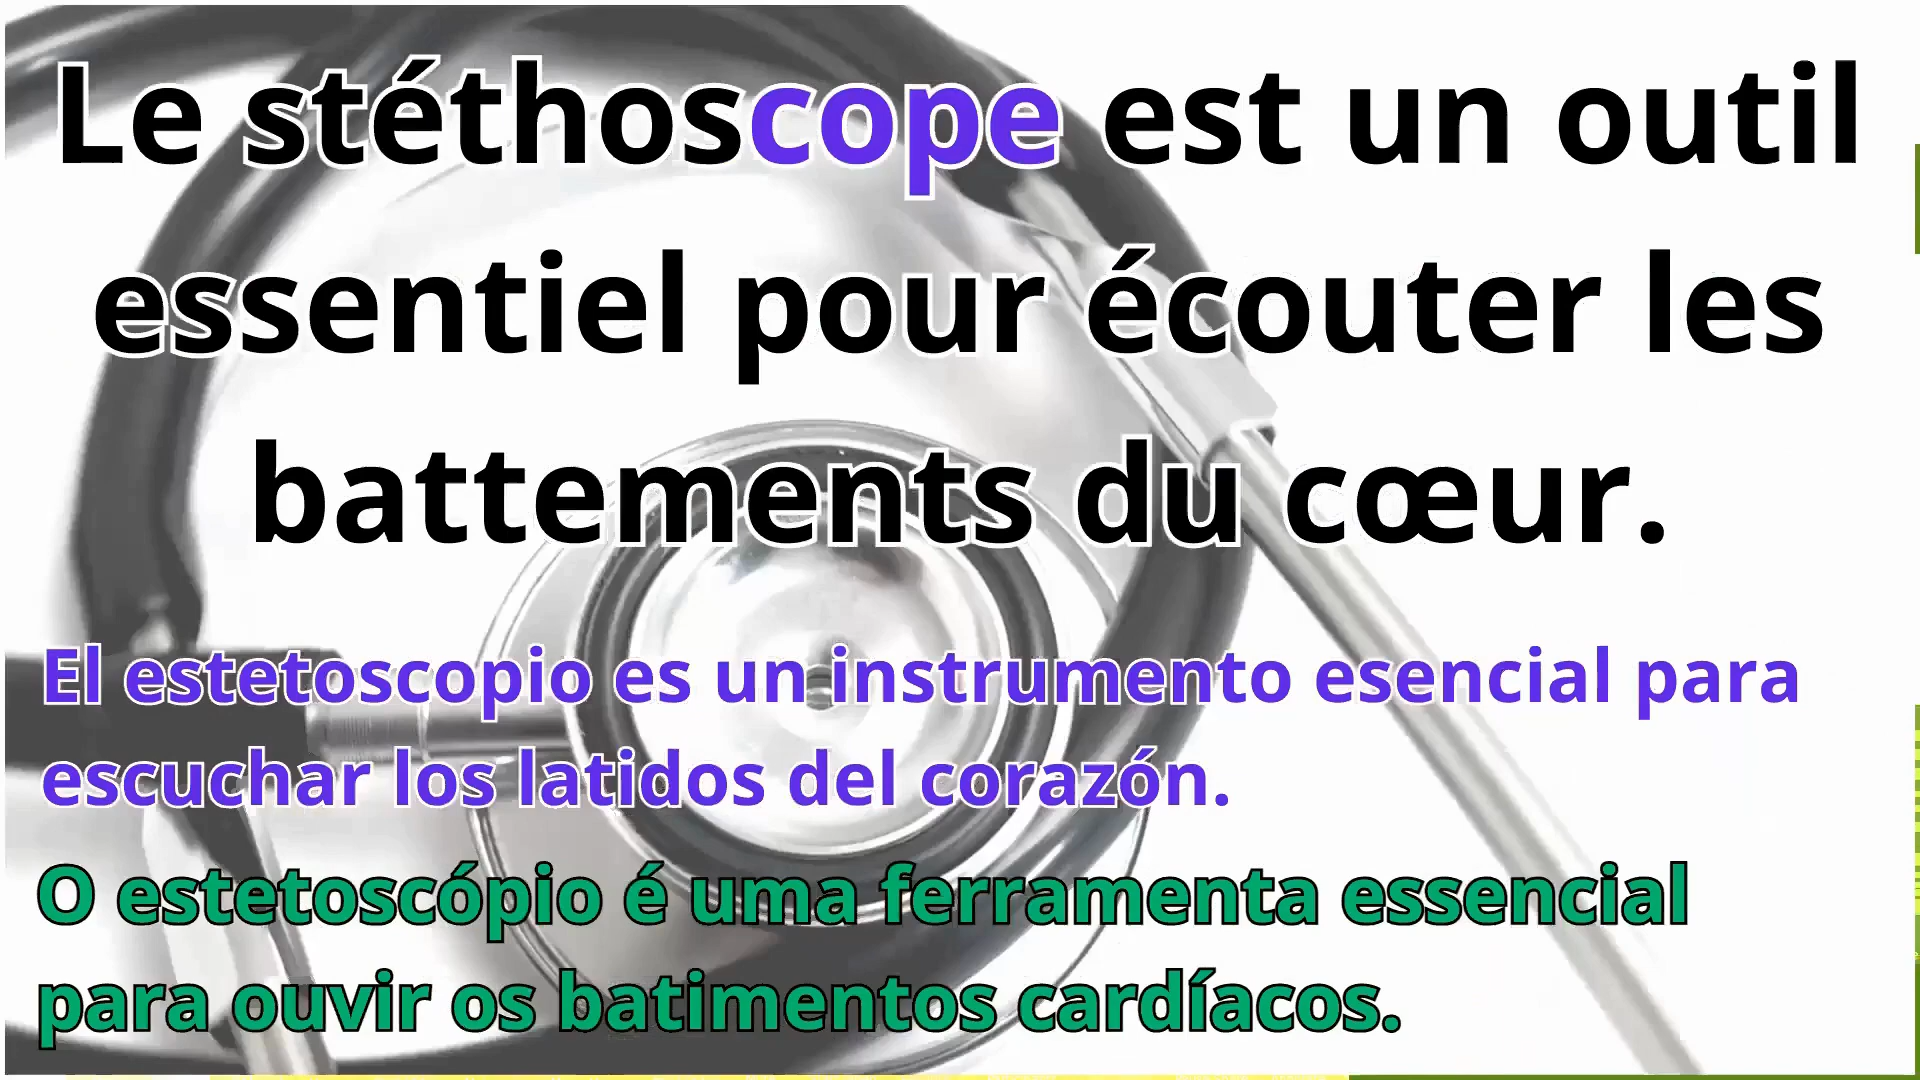 Le stéthoscope est un outil
essentiel pour écouter les
battements du cœur.
El estetoscopio es un instrumento esencial para
escuchar los latidos del corazón.
O estetoscópio é uma ferramenta essencial
para ouvir os batimentos cardíacos.